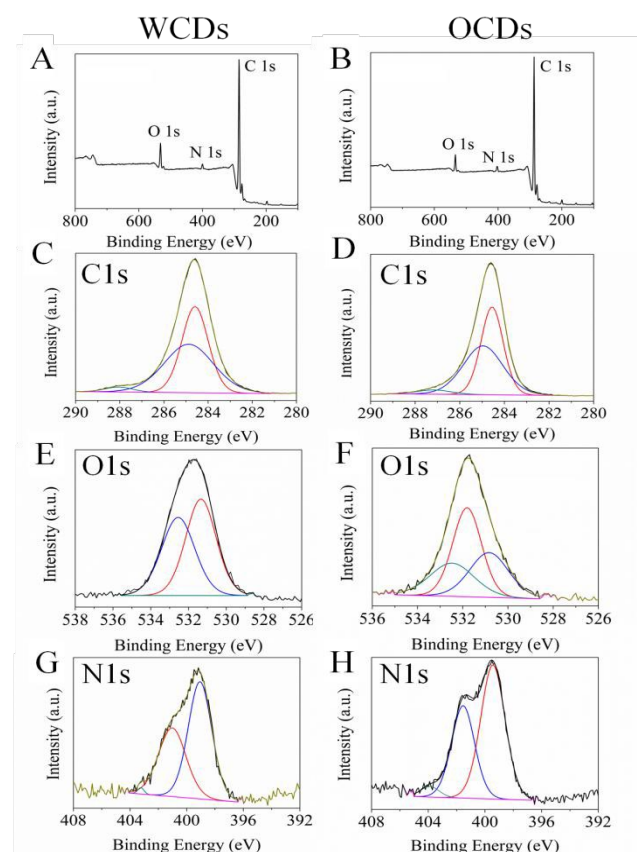 WCDs
OCDs
A
C 1s
O 1s
N 1s
Intensity (a.u.)
800 600 400 200
Binding Energy (eV)
B
C 1s
O 1s
N 1s
Intensity (a.u.)
800 600 400 200
Binding Energy (eV)
C
C1s
Intensity (a.u.)
290 288 286 284 282 280
Binding Energy (eV)
D
C1s
Intensity (a.u.)
290 288 286 284 282 280
Binding Energy (eV)
E
O1s
Intensity (a.u.)
538 536 534 532 530 528 526
Binding Energy (eV)
F
O1s
Intensity (a.u.)
536 534 532 530 528 526
Binding Energy (eV)
G
N1s
Intensity (a.u.)
408 404 400 396 392
Binding Energy (eV)
H
N1s
Intensity (a.u.)
408 404 400 396 392
Binding Energy (eV)